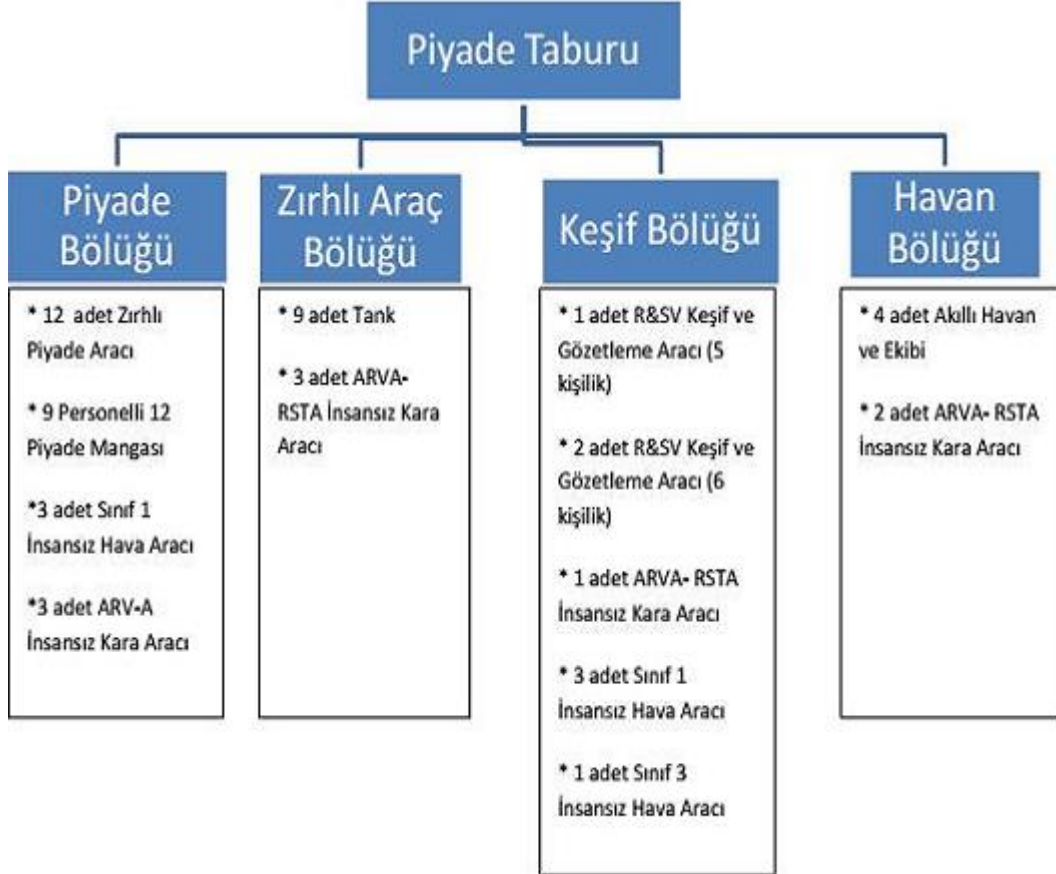 Piyade Taburu
Piyade
Bölüğü
* 12 adet Zırhlı
Piyade Aracı
* 9 Personelli 12
Piyade Mangası
*3 adet Sınıf 1
İnsansız Hava Aracı
*3 adet ARV-A
İnsansız Kara Aracı
Zırhlı Araç
Bölüğü
* 9 adet Tank
* 3 adet ARVA-
RSTA İnsansız Kara
Aracı
Keşif Bölüğü
* 1 adet R&SV Keşif ve
Gözetleme Aracı (5
kişilik)
* 2 adet R&SV Keşif ve
Gözetleme Aracı (6
kişilik)
* 1 adet ARVA- RSTA
İnsansız Kara Aracı
* 3 adet Sınıf 1
İnsansız Hava Aracı
* 1 adet Sınıf 3
İnsansız Hava Aracı
Havan
Bölüğü
* 4 adet Akıllı Havan
ve Ekibi
* 2 adet ARVA- RSTA
İnsansız Kara Aracı